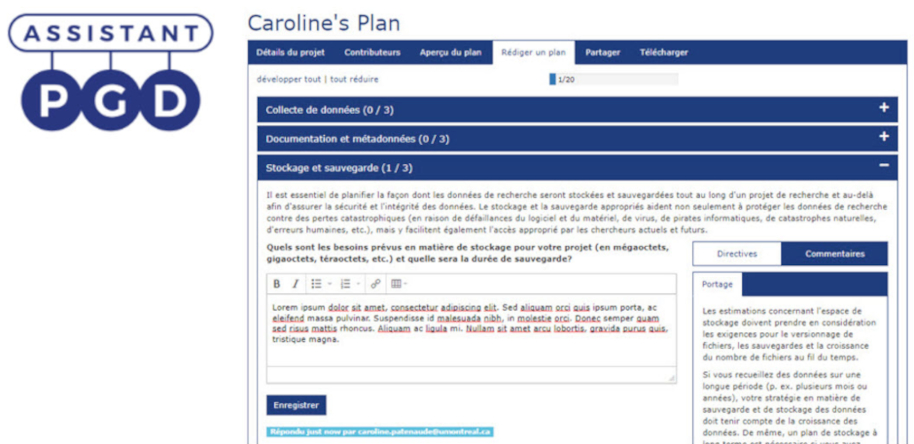 ASSISTANT
PGD
Caroline's Plan
Détails du projet Contributeurs Aperçu du plan Rédiger un plan Partager Télécharger
développer tout | tout réduire
1/20
Collecte de données (0 / 3) +
Documentation et métadonnées (0 / 3) +
Stockage et sauvegarde (1 / 3) −
Il est essentiel de planifier la façon dont les données de recherche seront stockées et sauvegardées tout au long d'un projet de recherche et au-delà
afin d'assurer la sécurité et l'intégrité des données. Le stockage et la sauvegarde appropriés aident non seulement à protéger les données de recherche
contre des pertes catastrophiques (en raison de défaillances du logiciel et du matériel, de virus, de pirates informatiques, de catastrophes naturelles,
d'erreurs humaines, etc.), mais y facilitent également l'accès approprié par les chercheurs actuels et futurs.
Quels sont les besoins prévus en matière de stockage pour votre projet (en mégaoctets,
gigaoctets, téraoctets, etc.) et quelle sera la durée de sauvegarde?
B I
Lorem ipsum dolor sit amet, consectetur adipiscing elit. Sed aliquam orci quis ipsum porta, ac
eleifend massa pulvinar. Suspendisse id malesuada nibh, in molestie orci. Donec semper quam
sed risus mattis rhoncus. Aliquam ac ligula mi. Nullam sit amet arcu lobortis, gravida purus quis,
tristique magna.
Enregistrer
Répondu just now par caroline.patenaude@umontreal.ca
Directives Commentaires
Portage
Les estimations concernant l'espace de
stockage doivent prendre en considération
les exigences pour le versionnage de
fichiers, les sauvegardes et la croissance
du nombre de fichiers au fil du temps.
Si vous recueillez des données sur une
longue période (p. ex. plusieurs mois ou
années), votre stratégie en matière de
sauvegarde et de stockage des données
doit tenir compte de la croissance des
données. De même, un plan de stockage à
long terme est nécessaire si vous avez